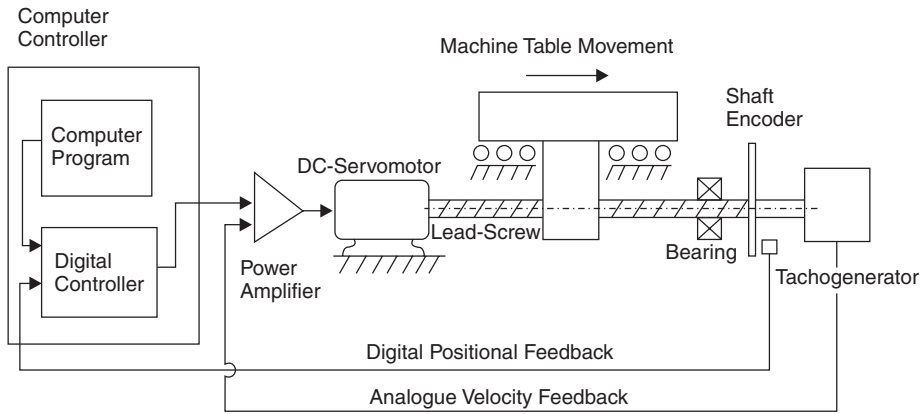 Computer
Controller
Machine Table Movement
Shaft
Encoder
Computer
Program
DC-Servomotor
Lead-Screw
Bearing
Digital
Controller
Power
Amplifier
Tachogenerator
Digital Positional Feedback
Analogue Velocity Feedback